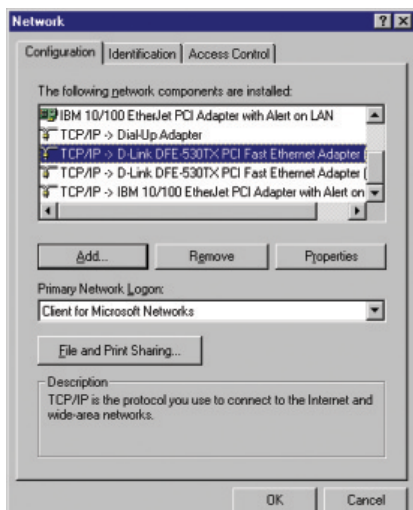 Network
Configuration Identification Access Control
The following network components are installed:
IBM 10/100 EtherJet PCI Adapter with Alert on LAN
TCP/IP -> Dial-Up Adapter
TCP/IP -> D-Link DFE-530TX PCI Fast Ethernet Adapter (
TCP/IP -> D-Link DFE-530TX PCI Fast Ethernet Adapter (
TCP/IP -> IBM 10/100 EtherJet PCI Adapter with Alert on
Add... Remove Properties
Primary Network Logon:
Client for Microsoft Networks
File and Print Sharing...
Description
TCP/IP is the protocol you use to connect to the Internet and
wide-area networks.
OK Cancel